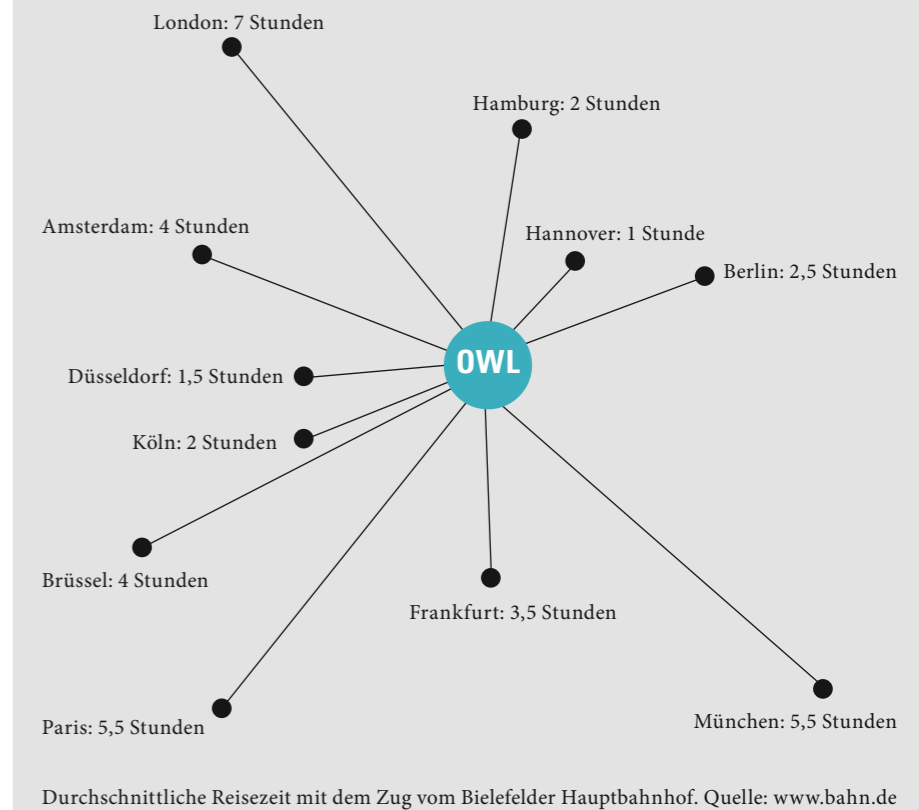 London: 7 Stunden
Hamburg: 2 Stunden
Amsterdam: 4 Stunden
Hannover: 1 Stunde
Berlin: 2,5 Stunden
OWL
Düsseldorf: 1,5 Stunden
Köln: 2 Stunden
Brüssel: 4 Stunden
Frankfurt: 3,5 Stunden
Paris: 5,5 Stunden
München: 5,5 Stunden
Durchschnittliche Reisezeit mit dem Zug vom Bielefelder Hauptbahnhof. Quelle: www.bahn.de